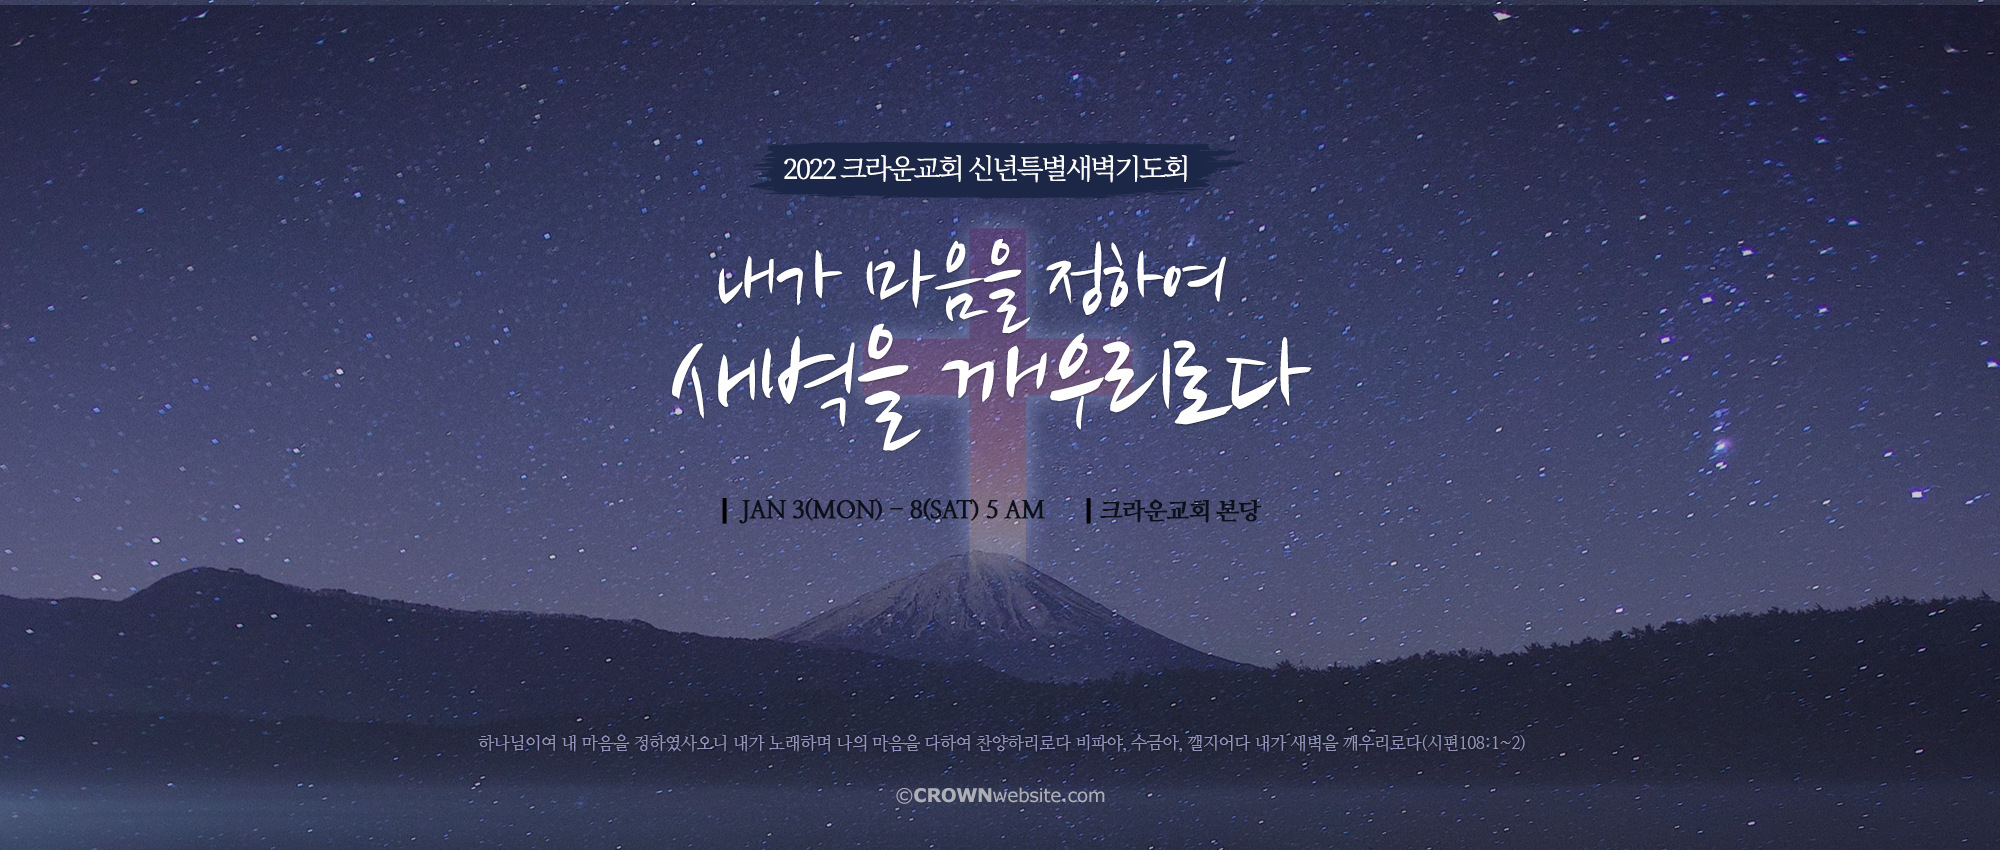 2022 크라운교회 신년특별새벽기도회
내가 마음을 정하여
새벽을 깨우리로다
JAN 3(MON) - 8(SAT) 5 AM 크라운교회 본당
하나님이여 내 마음을 정하였사오니 내가 노래하며 나의 마음을 다하여 찬양하리로다 비파야, 수금아, 깰지어다 내가 새벽을 깨우리로다(시편108:1~2)
©CROWNwebsite.com